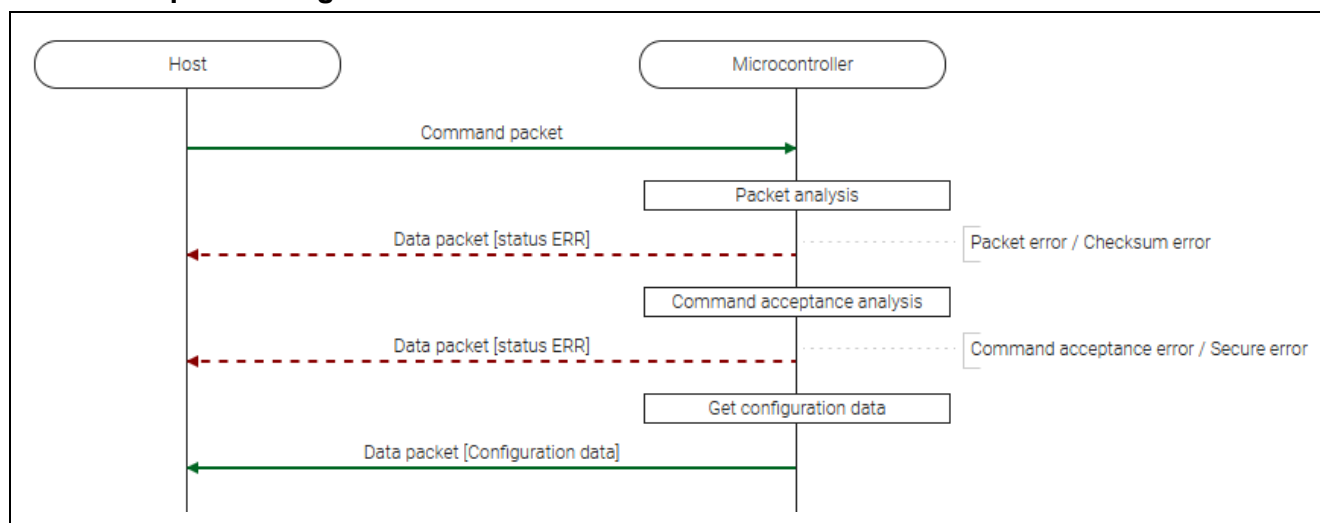 Host
Microcontroller
Command packet
Packet analysis
Data packet [status ERR]
Packet error / Checksum error
Command acceptance analysis
Data packet [status ERR]
Command acceptance error / Secure error
Get configuration data
Data packet [Configuration data]